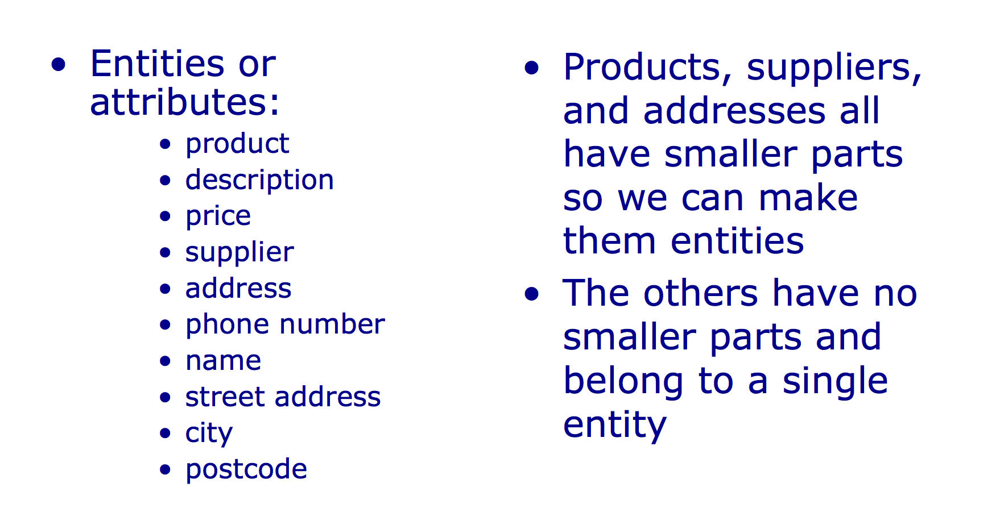 • Entities or
attributes:
• product
• description
• price
• supplier
• address
• phone number
• name
• street address
• city
• postcode
• Products, suppliers,
and addresses all
have smaller parts
so we can make
them entities
• The others have no
smaller parts and
belong to a single
entity